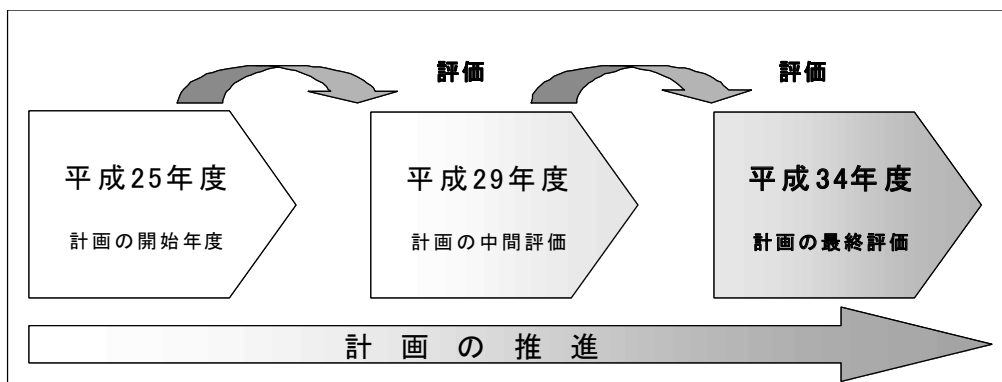 評価
評価
平成25年度
計画の開始年度
平成29年度
計画の中間評価
平成34年度
計画の最終評価
計画の推進